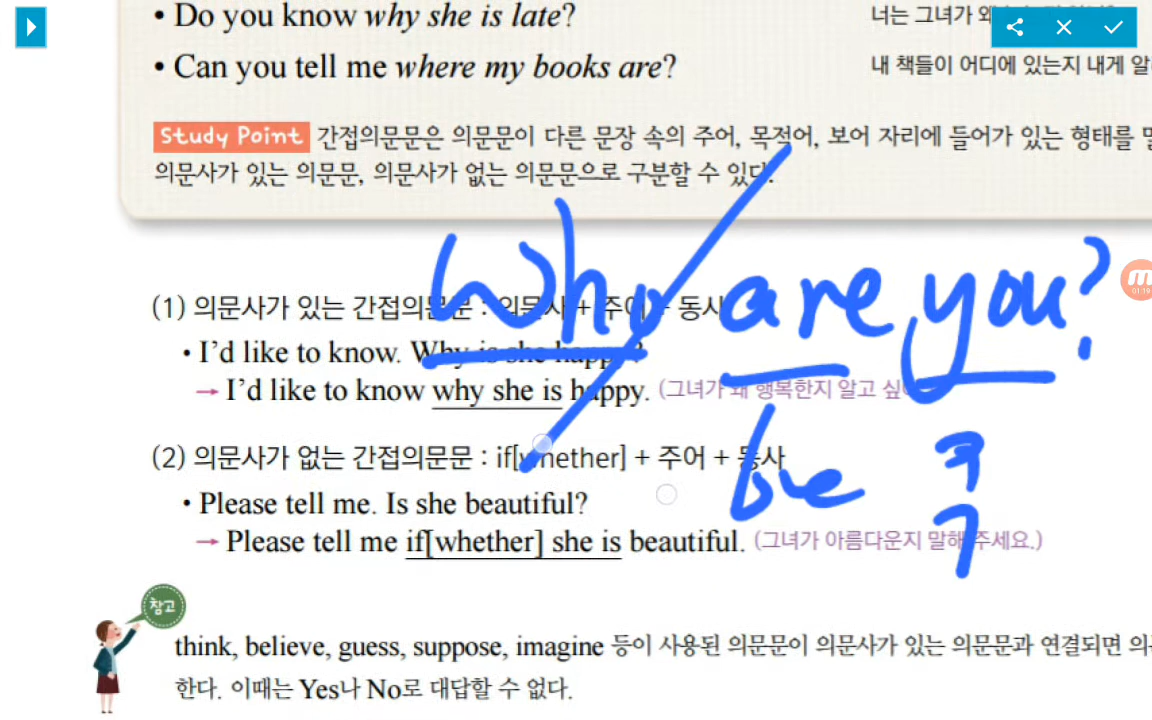 • Do you know why she is late?
너는 그녀가
• Can you tell me where my books are?
내 책들이 어디에 있는지 내게
Study Point 간접의문문은 의문문이 다른 문장 속의 주어, 목적어, 보어 자리에 들어가 있는 형태를
의문사가 있는 의문문, 의문사가 없는 의문문으로 구분할 수 있다.
Who are you?
(1) 의문사가 있는 간접의문문 : 의문사 + 주어 + 동사
• I'd like to know. Why is she happy?
→ I'd like to know why she is happy. (그녀가 왜 행복한지 알고
be
주
(2) 의문사가 없는 간접의문문 : if[whether] + 주어 + 동사
• Please tell me. Is she beautiful?
→ Please tell me if[whether] she is beautiful. (그녀가 아름다운지 말해 주세요.)
참고
think, believe, guess, suppose, imagine 등이 사용된 의문문이 의문사가 있는 의문문과 연결되면
한다. 이때는 Yes나 No로 대답할 수 없다.
01:19